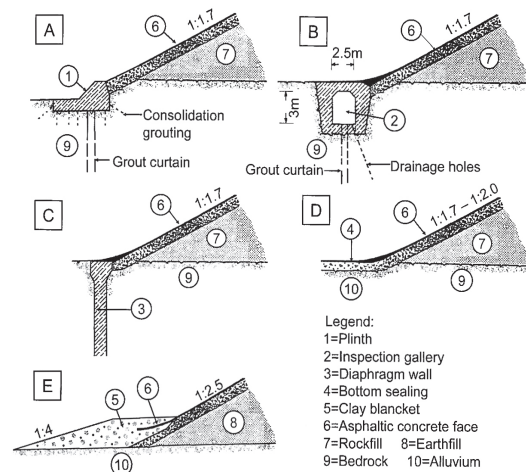 A
6
1:1.7
7
1
Consolidation
grouting
9
Grout curtain
B
2.5m
6
1:1.7
7
3m
2
9
Grout curtain
Drainage holes
C
6
1:1.7
7
9
3
D
6
1:1.7 – 1:2.0
4
7
10
9
E
5
6
1:2.5
1:4
8
10
Legend:
1=Plinth
2=Inspection gallery
3=Diaphragm wall
4=Bottom sealing
5=Clay blancket
6=Asphaltic concrete face
7=Rockfill 8=Earthfill
9=Bedrock 10=Alluvium